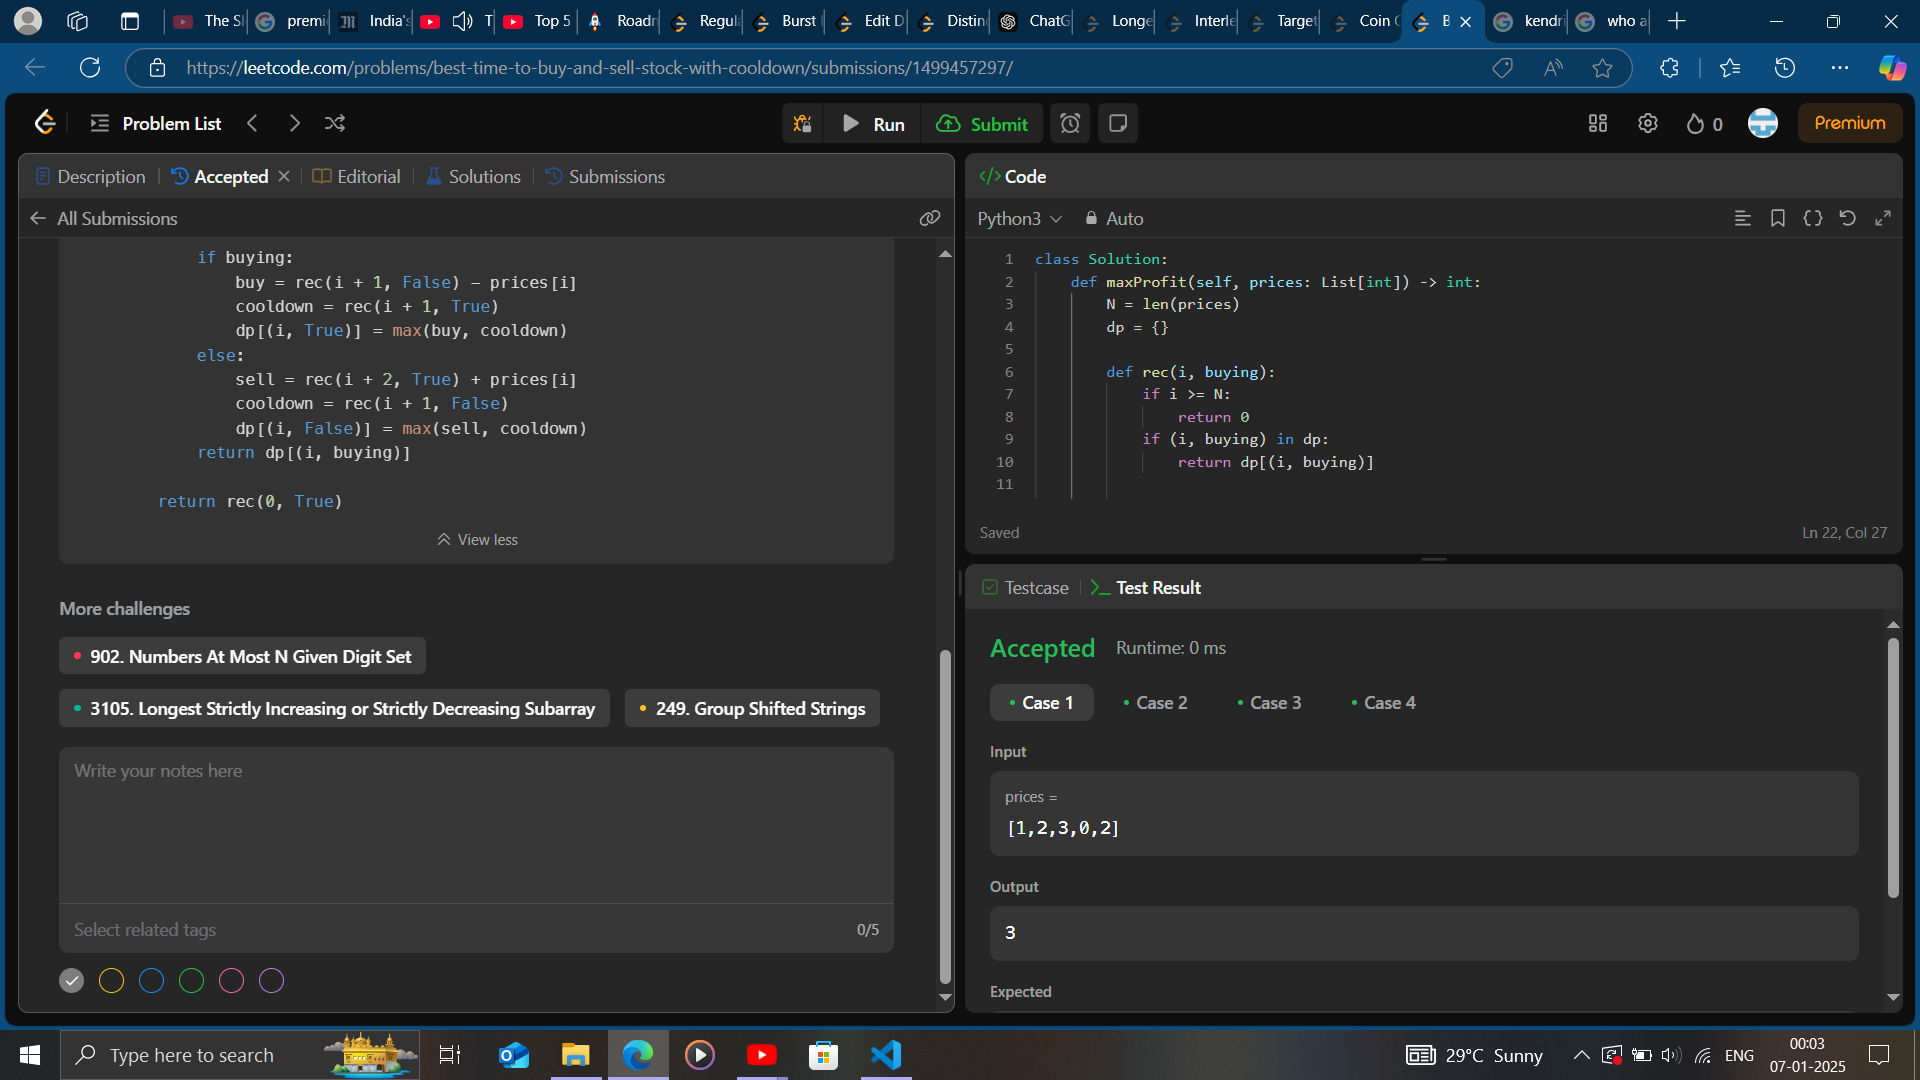 The Sl
premi
India's
T
Top 5
Roadn
Regula
Burst
Edit D
Distin
ChatG
Longe
Interle
Target
Coin C
B
kendri
who a
https://leetcode.com/problems/best-time-to-buy-and-sell-stock-with-cooldown/submissions/1499457297/
Problem List
Run
Submit
0
Premium
Description
Accepted
Editorial
Solutions
Submissions
All Submissions
if buying:
buy = rec(i + 1, False) - prices[i]
cooldown = rec(i + 1, True)
dp[(i, True)] = max(buy, cooldown)
else:
sell = rec(i + 2, True) + prices[i]
cooldown = rec(i + 1, False)
dp[(i, False)] = max(sell, cooldown)
return dp[(i, buying)]
return rec(0, True)
View less
More challenges
902. Numbers At Most N Given Digit Set
3105. Longest Strictly Increasing or Strictly Decreasing Subarray
249. Group Shifted Strings
Write your notes here
Select related tags
0/5
</> Code
Python3
Auto
1 class Solution:
2 def maxProfit(self, prices: List[int]) -> int:
3 N = len(prices)
4 dp = {}
5
6 def rec(i, buying):
7 if i >= N:
8 return 0
9 if (i, buying) in dp:
10 return dp[(i, buying)]
11
Saved
Ln 22, Col 27
Testcase
Test Result
Accepted
Runtime: 0 ms
Case 1
Case 2
Case 3
Case 4
Input
prices =
[1,2,3,0,2]
Output
3
Expected
Type here to search
29°C Sunny
ENG
00:03
07-01-2025